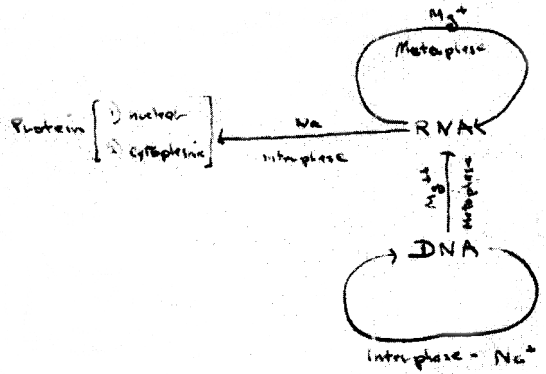 Mg+
Metaphase
Protein [ 1) nuclear
2) cytoplasmic ]
Na
Interphase
RNA
Mg+
Metaphase
DNA
Interphase - Na+